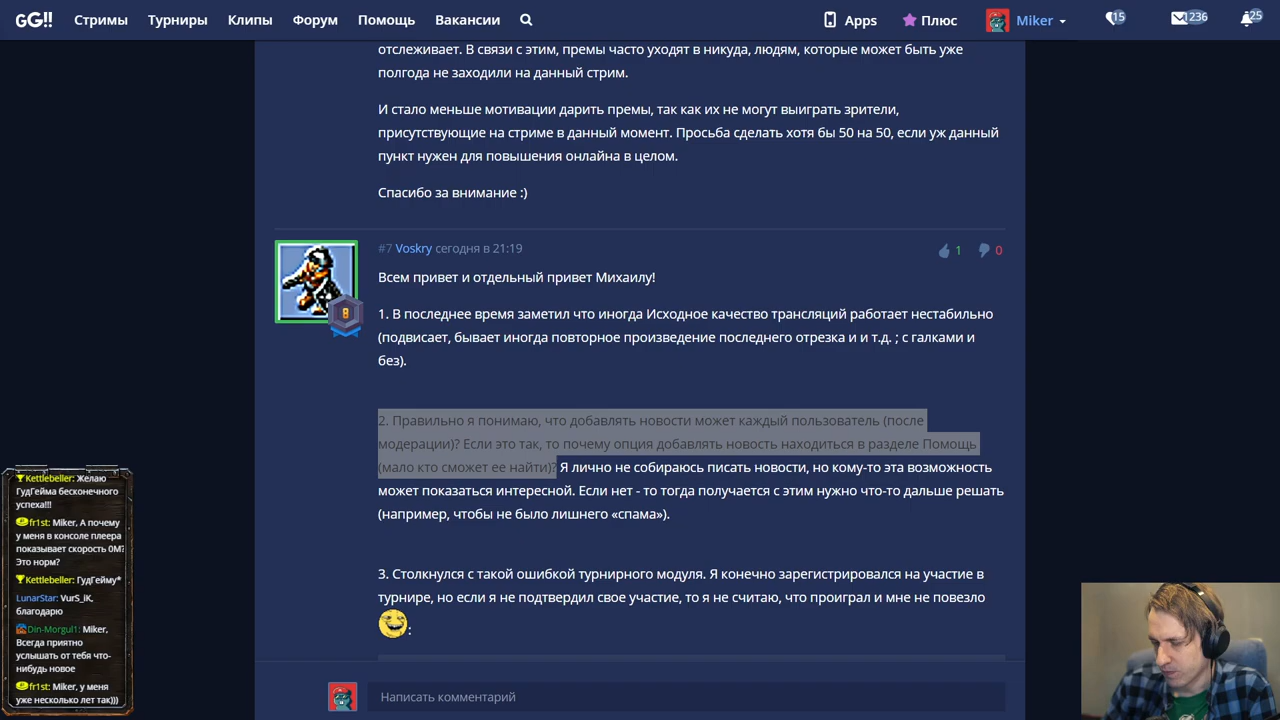 GG!! Стримы Турниры Клипы Форум Помощь Вакансии Apps Плюс Miker 15 1236 25
отслеживает. В связи с этим, премы часто уходят в никуда, людям, которые может быть уже
полгода не заходили на данный стрим.
И стало меньше мотивации дарить премы, так как их не могут выиграть зрители,
присутствующие на стриме в данный момент. Просьба сделать хотя бы 50 на 50, если уж данный
пункт нужен для повышения онлайна в целом.
Спасибо за внимание :)
#7 Voskry сегодня в 21:19 1 0
8
Всем привет и отдельный привет Михаилу!
1. В последнее время заметил что иногда Исходное качество трансляций работает нестабильно
(подвисает, бывает иногда повторное произведение последнего отрезка и и т.д. ; с галками и
без).
2. Правильно я понимаю, что добавлять новости может каждый пользователь (после
модерации)? Если это так, то почему опция добавлять новость находиться в разделе Помощь
(мало кто сможет ее найти)? Я лично не собираюсь писать новости, но кому-то эта возможность
может показаться интересной. Если нет - то тогда получается с этим нужно что-то дальше решать
(например, чтобы не было лишнего «спама»).
3. Столкнулся с такой ошибкой турнирного модуля. Я конечно зарегистрировался на участие в
турнире, но если я не подтвердил свое участие, то я не считаю, что проиграл и мне не повезло
:
Написать комментарий
Kettlebeller: Желаю
ГудГейма бесконечного
успеха!!!
fr1st: Miker, А почему
у меня в консоле плеера
показывает скорость 0М?
Это норм?
Kettlebeller: ГудГейму*
LunarStar: VurS_iK,
благодарю
Din-Morgul1: Miker,
Всегда приятно
услышать от тебя что-
нибудь новое
fr1st: Miker, у меня
уже несколько лет так)))